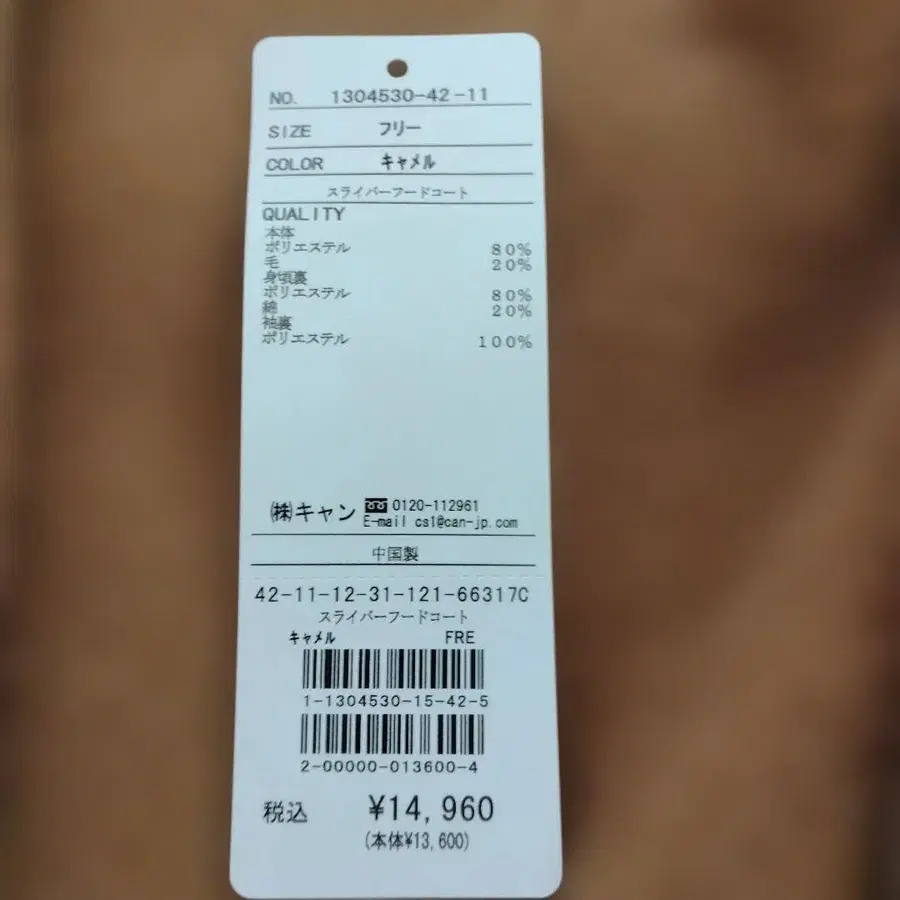 NO. 1304530-42-11
SIZE フリー
COLOR キャメル
スライバーフードコート
QUALITY
本体
ポリエステル 80%
毛 20%
身頃裏
ポリエステル 80%
綿 20%
袖裏
ポリエステル 100%
㈱キャン 0120-112961
E-mail cs1@can-jp.com
中国製
42-11-12-31-121-66317C
スライバーフードコート
キャメル FRE
1-1304530-15-42-5
2-00000-013600-4
税込 ¥14,960
(本体¥13,600)